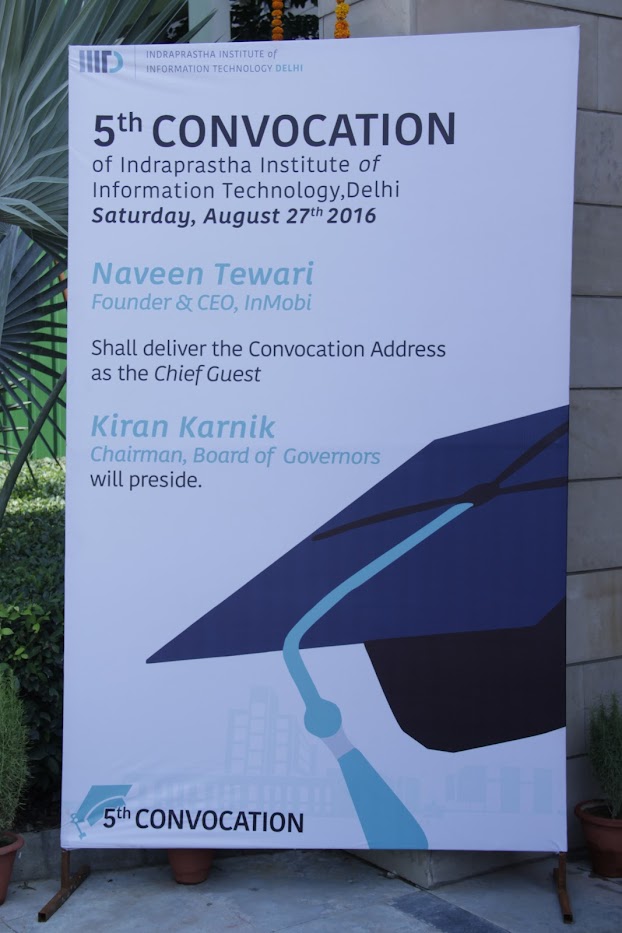 IIITD
INDRAPRASTHA INSTITUTE of
INFORMATION TECHNOLOGY DELHI
5th CONVOCATION
of Indraprastha Institute of
Information Technology,Delhi
Saturday, August 27th 2016
Naveen Tewari
Founder & CEO, InMobi
Shall deliver the Convocation Address
as the Chief Guest
Kiran Karnik
Chairman, Board of Governors
will preside.
5th CONVOCATION